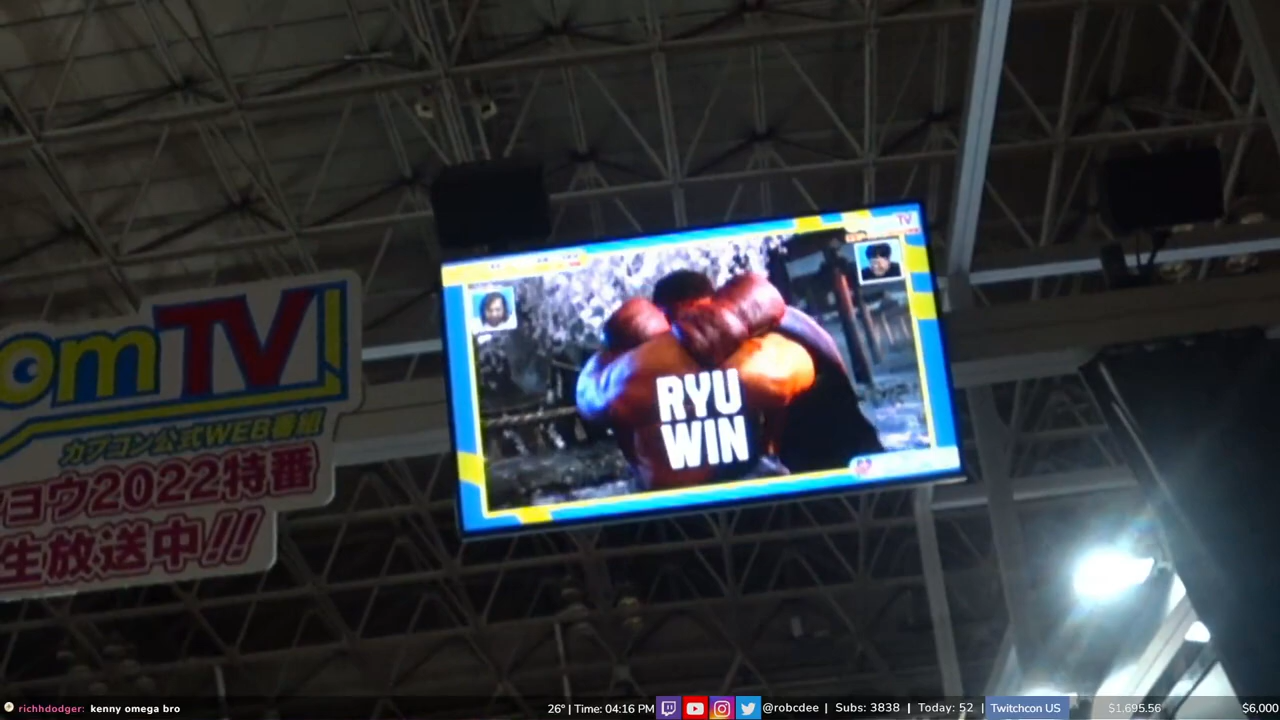 TV
omTV!
カプコン公式WEB番組
ョウ2022特番
生放送中!!
RYU
WIN
richhdodger: kenny omega bro
26° | Time: 04:16 PM
@robcdee | Subs: 3838 | Today: 52 | Twitchcon US
$1,695.56
$6,000